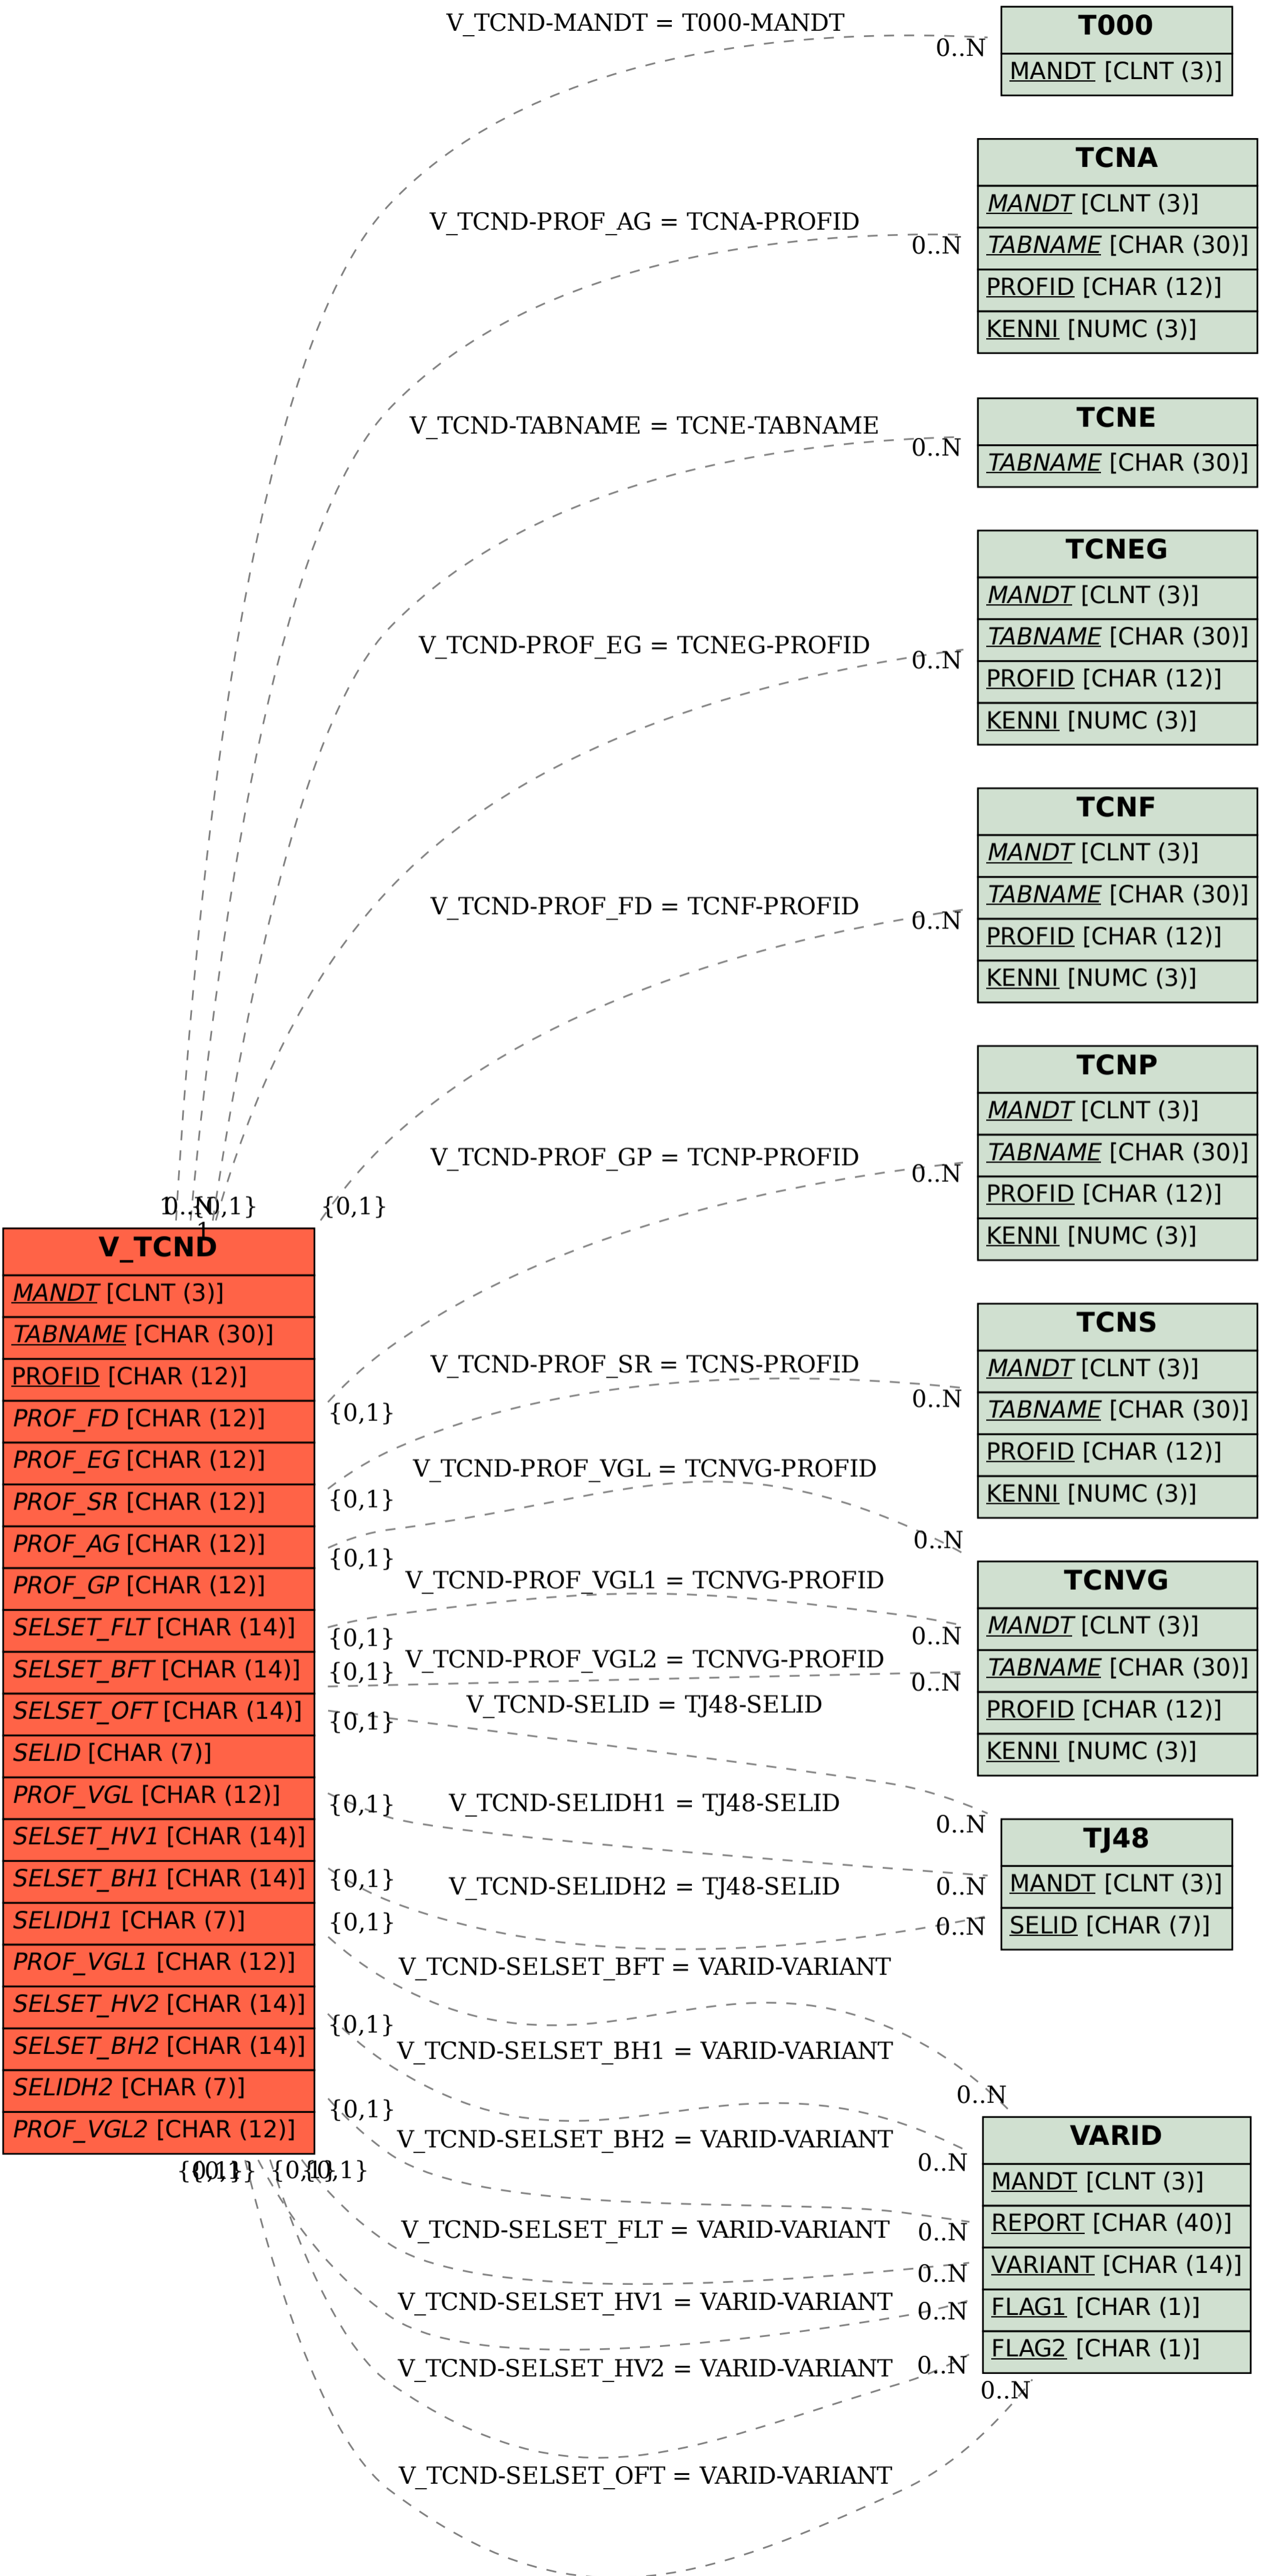 V_TCND-MANDT = T000-MANDT
0..N
T000
MANDT [CLNT (3)]
V_TCND-PROF_AG = TCNA-PROFID
0..N
TCNA
MANDT [CLNT (3)]
TABNAME [CHAR (30)]
PROFID [CHAR (12)]
KENNI [NUMC (3)]
V_TCND-TABNAME = TCNE-TABNAME
0..N
TCNE
TABNAME [CHAR (30)]
V_TCND-PROF_EG = TCNEG-PROFID
0..N
TCNEG
MANDT [CLNT (3)]
TABNAME [CHAR (30)]
PROFID [CHAR (12)]
KENNI [NUMC (3)]
V_TCND-PROF_FD = TCNF-PROFID
0..N
TCNF
MANDT [CLNT (3)]
TABNAME [CHAR (30)]
PROFID [CHAR (12)]
KENNI [NUMC (3)]
V_TCND-PROF_GP = TCNP-PROFID
0..N
TCNP
MANDT [CLNT (3)]
TABNAME [CHAR (30)]
PROFID [CHAR (12)]
KENNI [NUMC (3)]
1
0..N
{0,1}
{0,1}
1
V_TCND
MANDT [CLNT (3)]
TABNAME [CHAR (30)]
PROFID [CHAR (12)]
PROF_FD [CHAR (12)]
PROF_EG [CHAR (12)]
PROF_SR [CHAR (12)]
PROF_AG [CHAR (12)]
PROF_GP [CHAR (12)]
SELSET_FLT [CHAR (14)]
SELSET_BFT [CHAR (14)]
SELSET_OFT [CHAR (14)]
SELID [CHAR (7)]
PROF_VGL [CHAR (12)]
SELSET_HV1 [CHAR (14)]
SELSET_BH1 [CHAR (14)]
SELIDH1 [CHAR (7)]
PROF_VGL1 [CHAR (12)]
SELSET_HV2 [CHAR (14)]
SELSET_BH2 [CHAR (14)]
SELIDH2 [CHAR (7)]
PROF_VGL2 [CHAR (12)]
V_TCND-PROF_SR = TCNS-PROFID
{0,1}
0..N
TCNS
MANDT [CLNT (3)]
TABNAME [CHAR (30)]
PROFID [CHAR (12)]
KENNI [NUMC (3)]
V_TCND-PROF_VGL = TCNVG-PROFID
{0,1}
0..N
{0,1}
V_TCND-PROF_VGL1 = TCNVG-PROFID
{0,1}
0..N
V_TCND-PROF_VGL2 = TCNVG-PROFID
{0,1}
0..N
TCNVG
MANDT [CLNT (3)]
TABNAME [CHAR (30)]
PROFID [CHAR (12)]
KENNI [NUMC (3)]
V_TCND-SELID = TJ48-SELID
{0,1}
0..N
V_TCND-SELIDH1 = TJ48-SELID
{0,1}
0..N
V_TCND-SELIDH2 = TJ48-SELID
{0,1}
0..N
TJ48
MANDT [CLNT (3)]
SELID [CHAR (7)]
{0,1}
V_TCND-SELSET_BFT = VARID-VARIANT
0..N
{0,1}
V_TCND-SELSET_BH1 = VARID-VARIANT
0..N
{0,1}
V_TCND-SELSET_BH2 = VARID-VARIANT
0..N
VARID
MANDT [CLNT (3)]
REPORT [CHAR (40)]
VARIANT [CHAR (14)]
FLAG1 [CHAR (1)]
FLAG2 [CHAR (1)]
{0,1}
{0,1}
{0,1}
{0,1}
V_TCND-SELSET_FLT = VARID-VARIANT
0..N
V_TCND-SELSET_HV1 = VARID-VARIANT
0..N
V_TCND-SELSET_HV2 = VARID-VARIANT
0..N
0..N
V_TCND-SELSET_OFT = VARID-VARIANT